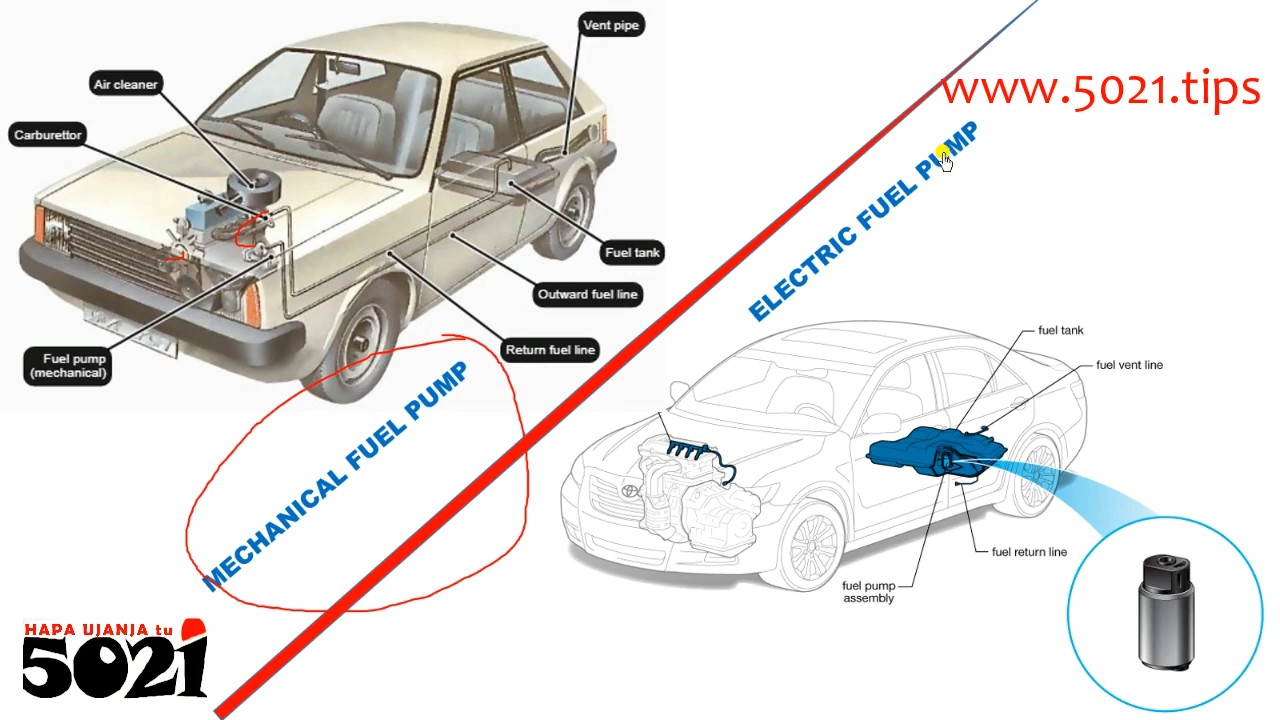 Vent pipe
Air cleaner
Carburettor
Fuel tank
Outward fuel line
Return fuel line
Fuel pump
(mechanical)
MECHANICAL FUEL PUMP
www.5021.tips
ELECTRIC FUEL PUMP
fuel tank
fuel vent line
fuel return line
fuel pump
assembly
HAPA UJANJA tu
5021